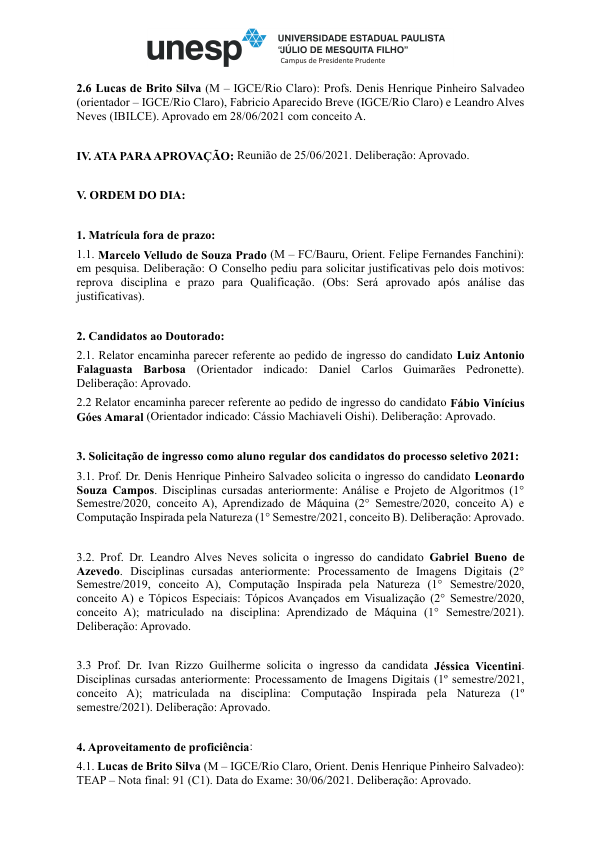 unesp
UNIVERSIDADE ESTADUAL PAULISTA
"JÚLIO DE MESQUITA FILHO"
Campus de Presidente Prudente
2.6 Lucas de Brito Silva (M – IGCE/Rio Claro): Profs. Denis Henrique Pinheiro Salvadeo
(orientador – IGCE/Rio Claro), Fabricio Aparecido Breve (IGCE/Rio Claro) e Leandro Alves
Neves (IBILCE). Aprovado em 28/06/2021 com conceito A.
IV. ATA PARA APROVAÇÃO: Reunião de 25/06/2021. Deliberação: Aprovado.
V. ORDEM DO DIA:
1. Matrícula fora de prazo:
1.1. Marcelo Velludo de Souza Prado (M – FC/Bauru, Orient. Felipe Fernandes Fanchini):
em pesquisa. Deliberação: O Conselho pediu para solicitar justificativas pelo dois motivos:
reprova disciplina e prazo para Qualificação. (Obs: Será aprovado após análise das
justificativas).
2. Candidatos ao Doutorado:
2.1. Relator encaminha parecer referente ao pedido de ingresso do candidato Luiz Antonio
Falaguasta Barbosa (Orientador indicado: Daniel Carlos Guimarães Pedronette).
Deliberação: Aprovado.
2.2 Relator encaminha parecer referente ao pedido de ingresso do candidato Fábio Vinícius
Góes Amaral (Orientador indicado: Cássio Machiaveli Oishi). Deliberação: Aprovado.
3. Solicitação de ingresso como aluno regular dos candidatos do processo seletivo 2021:
3.1. Prof. Dr. Denis Henrique Pinheiro Salvadeo solicita o ingresso do candidato Leonardo
Souza Campos. Disciplinas cursadas anteriormente: Análise e Projeto de Algoritmos (1°
Semestre/2020, conceito A), Aprendizado de Máquina (2° Semestre/2020, conceito A) e
Computação Inspirada pela Natureza (1° Semestre/2021, conceito B). Deliberação: Aprovado.
3.2. Prof. Dr. Leandro Alves Neves solicita o ingresso do candidato Gabriel Bueno de
Azevedo. Disciplinas cursadas anteriormente: Processamento de Imagens Digitais (2°
Semestre/2019, conceito A), Computação Inspirada pela Natureza (1° Semestre/2020,
conceito A) e Tópicos Especiais: Tópicos Avançados em Visualização (2° Semestre/2020,
conceito A); matriculado na disciplina: Aprendizado de Máquina (1° Semestre/2021).
Deliberação: Aprovado.
3.3 Prof. Dr. Ivan Rizzo Guilherme solicita o ingresso da candidata Jéssica Vicentini.
Disciplinas cursadas anteriormente: Processamento de Imagens Digitais (1º semestre/2021,
conceito A); matriculada na disciplina: Computação Inspirada pela Natureza (1º
semestre/2021). Deliberação: Aprovado.
4. Aproveitamento de proficiência:
4.1. Lucas de Brito Silva (M – IGCE/Rio Claro, Orient. Denis Henrique Pinheiro Salvadeo):
TEAP – Nota final: 91 (C1). Data do Exame: 30/06/2021. Deliberação: Aprovado.